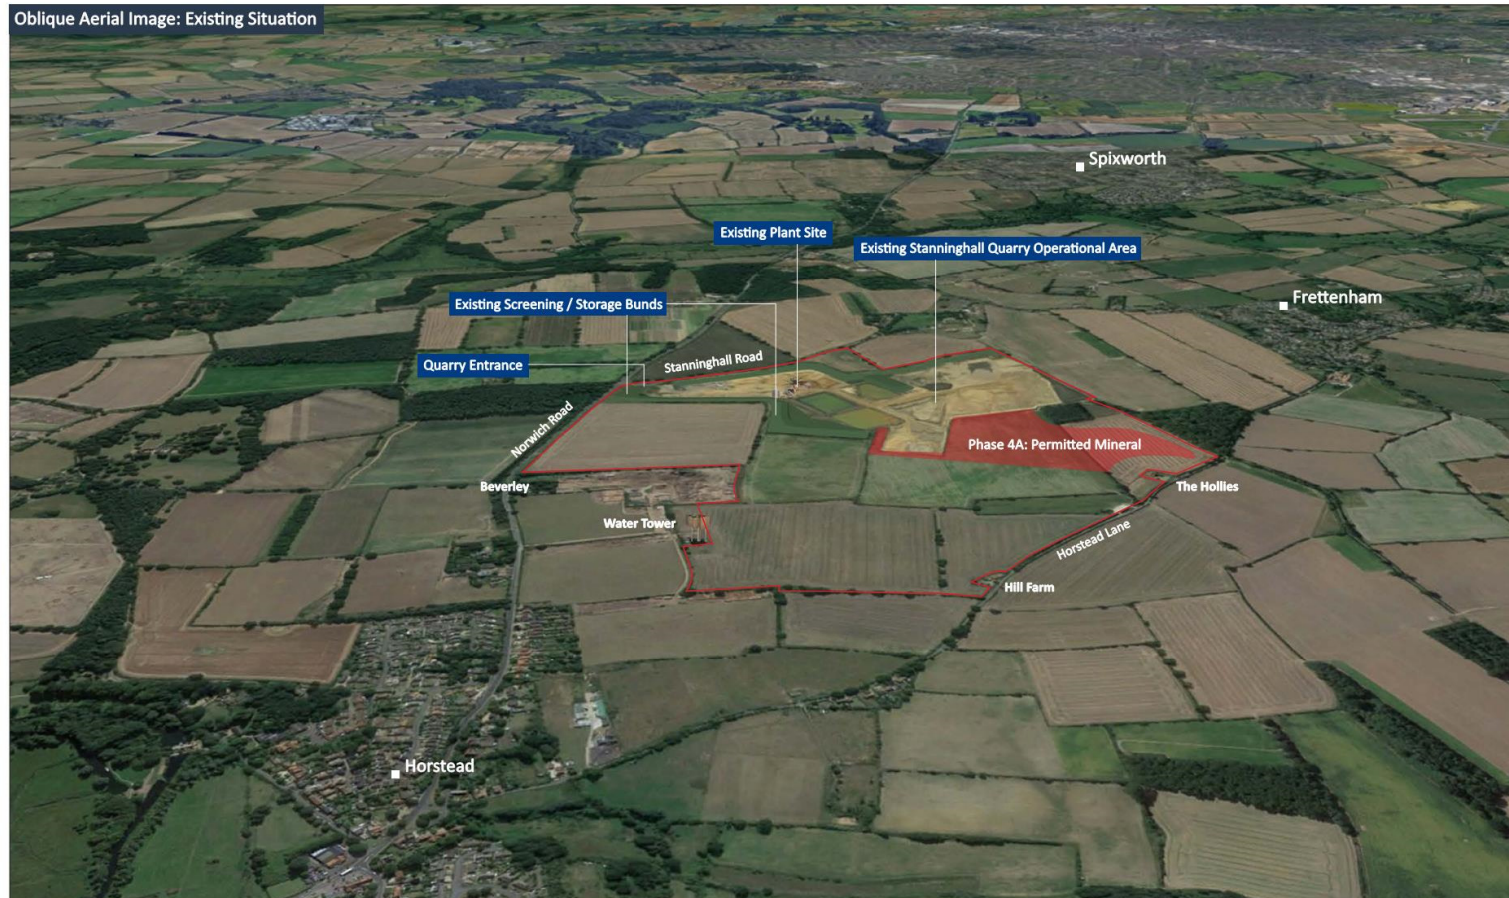 Oblique Aerial Image: Existing Situation
Spixworth
Existing Plant Site
Existing Stanninghall Quarry Operational Area
Frettenham
Existing Screening / Storage Bunds
Quarry Entrance
Stanninghall Road
Norwich Road
Phase 4A: Permitted Mineral
Beverley
The Hollies
Water Tower
Horstead Lane
Hill Farm
Horstead